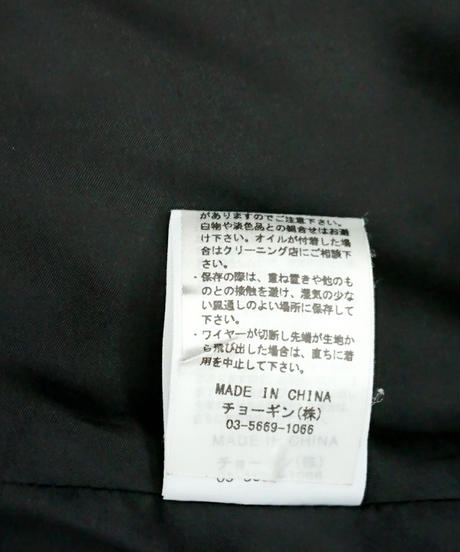 がありますのでご注意下さい。
白物や淡色品との組合せはお避
け下さい。オイルが付着した場
合はクリーニング店にご相談下
さい。
・保存の際は、重ね置きや他のも
のとの接触を避け、湿気の少な
い風通しのよい場所に保存して
下さい。
・ワイヤーが切断し先端が生地か
ら飛び出した場合は、直ちに着
用を中止して下さい。
MADE IN CHINA
チョーギン(株)
03-5669-1066
MADE IN CHINA
チョーギン(株)